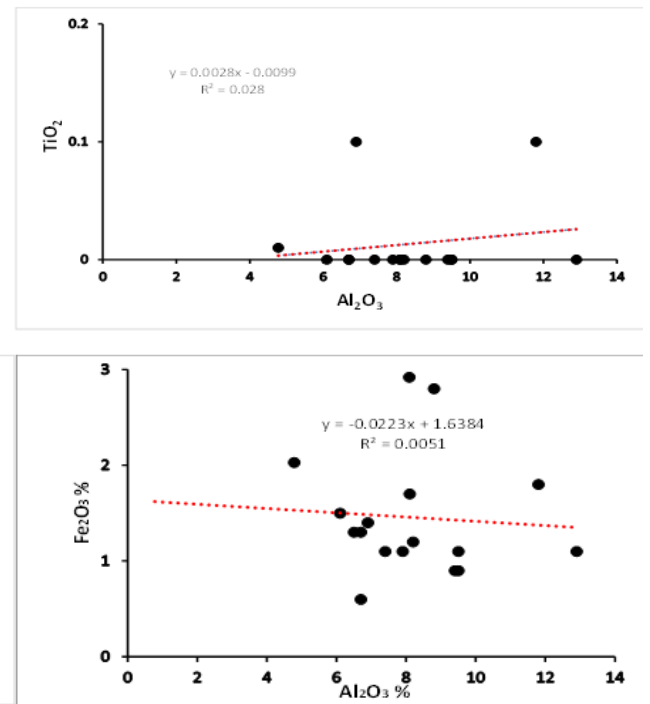 0.2
y = 0.0028x - 0.0099
R² = 0.028
TiO₂
0.1
0
0 2 4 6 8 10 12 14
Al₂O₃
3
y = -0.0223x + 1.6384
R² = 0.0051
2
Fe₂O₃ %
1
0
0 2 4 6 8 10 12 14
Al₂O₃ %